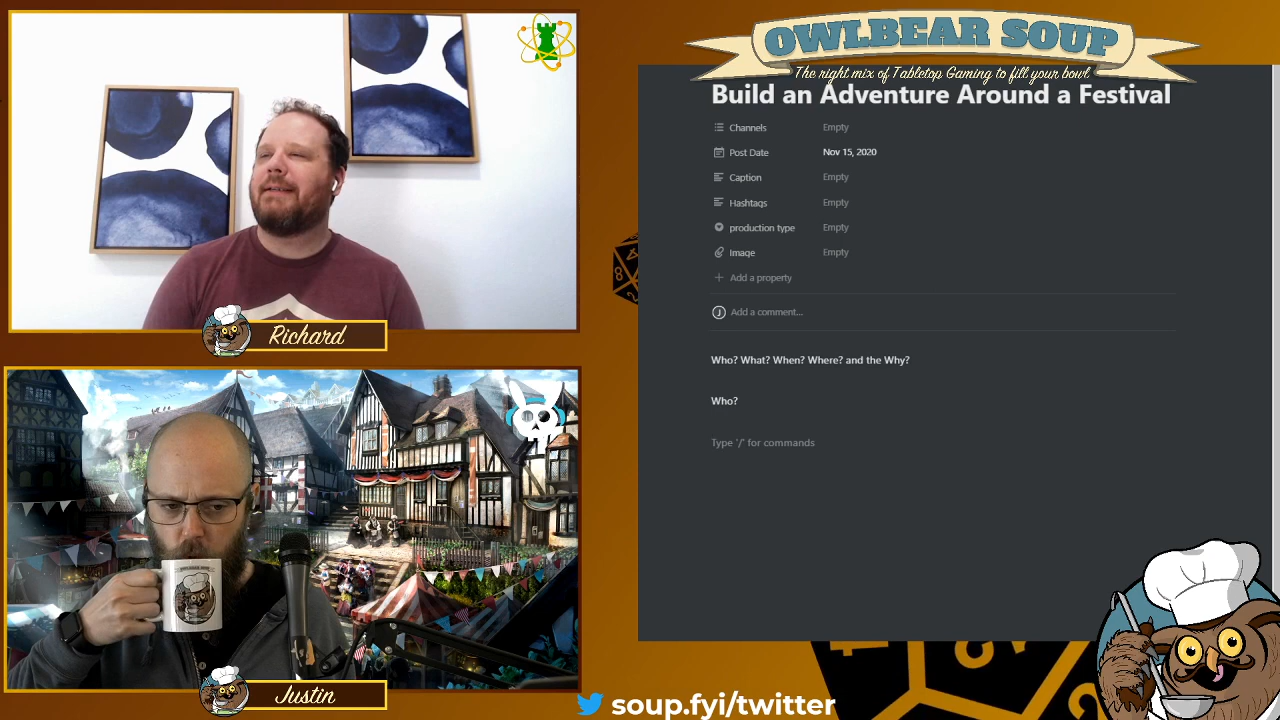 OWLBEAR SOUP
The right mix of Tabletop Gaming to fill your bowl
Build an Adventure Around a Festival
Channels Empty
Post Date Nov 15, 2020
Caption Empty
Hashtags Empty
production type Empty
Image Empty
+ Add a property
J Add a comment...
Who? What? When? Where? and the Why?
Who?
Type '/' for commands
Richard
Justin
soup.fyi/twitter